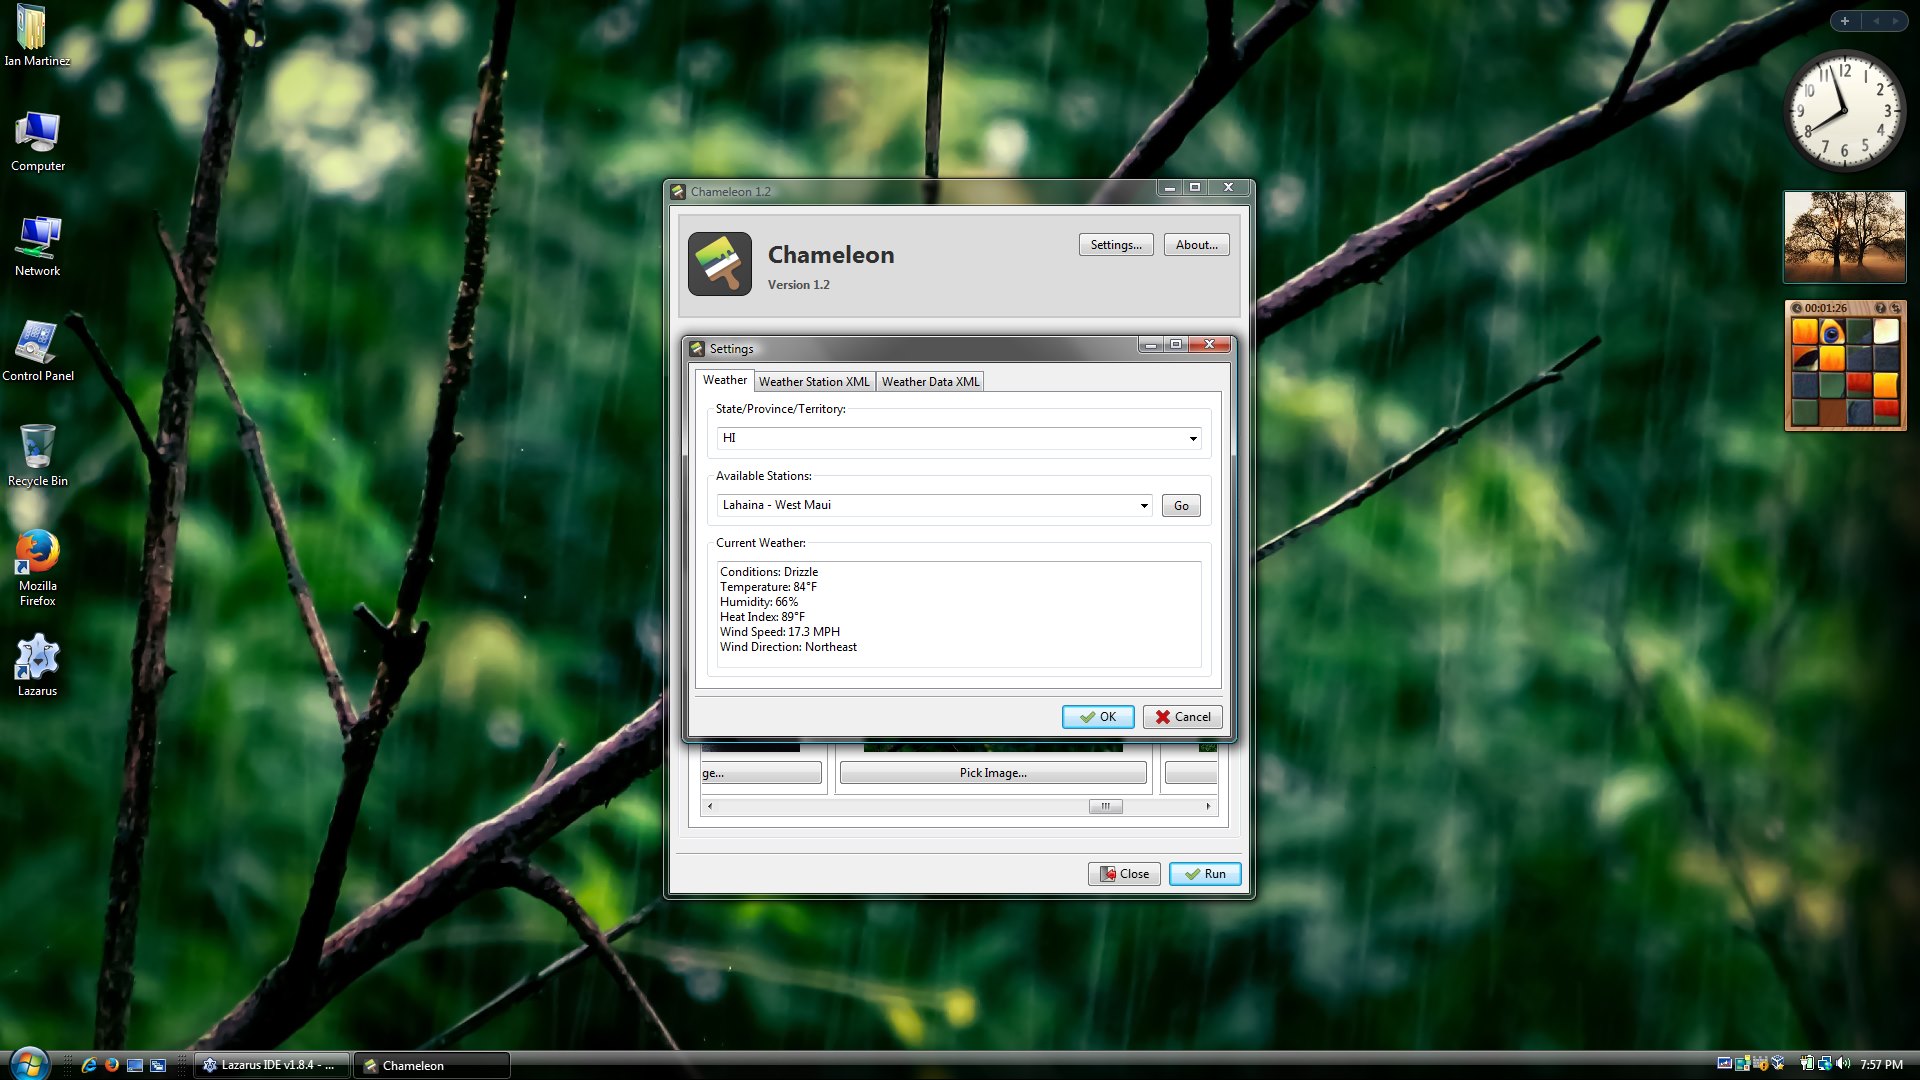 Ian Martinez
Computer
Network
Control Panel
Recycle Bin
Mozilla
Firefox
Lazarus
Chameleon 1.2
Chameleon
Version 1.2
Settings...
About...
Settings
Weather
Weather Station XML
Weather Data XML
State/Province/Territory:
HI
Available Stations:
Lahaina - West Maui
Go
Current Weather:
Conditions: Drizzle
Temperature: 84°F
Humidity: 66%
Heat Index: 89°F
Wind Speed: 17.3 MPH
Wind Direction: Northeast
OK
Cancel
ge...
Pick Image...
Close
Run
12
1
2
3
4
5
6
7
8
9
10
11
00:01:26
?
Lazarus IDE v1.8.4 - ...
Chameleon
7:57 PM